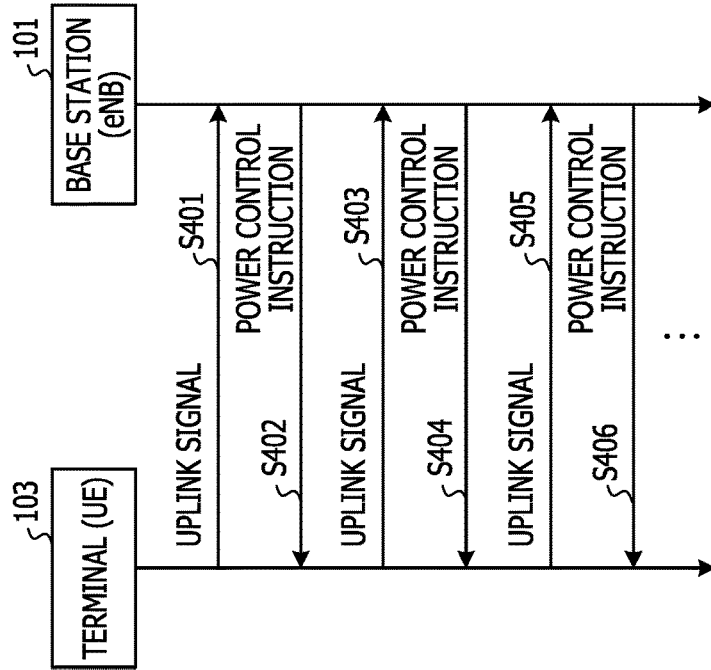 103
TERMINAL (UE)
101
BASE STATION
(eNB)
UPLINK SIGNAL
S401
S402
POWER CONTROL
INSTRUCTION
UPLINK SIGNAL
S403
S404
POWER CONTROL
INSTRUCTION
UPLINK SIGNAL
S405
S406
POWER CONTROL
INSTRUCTION
...